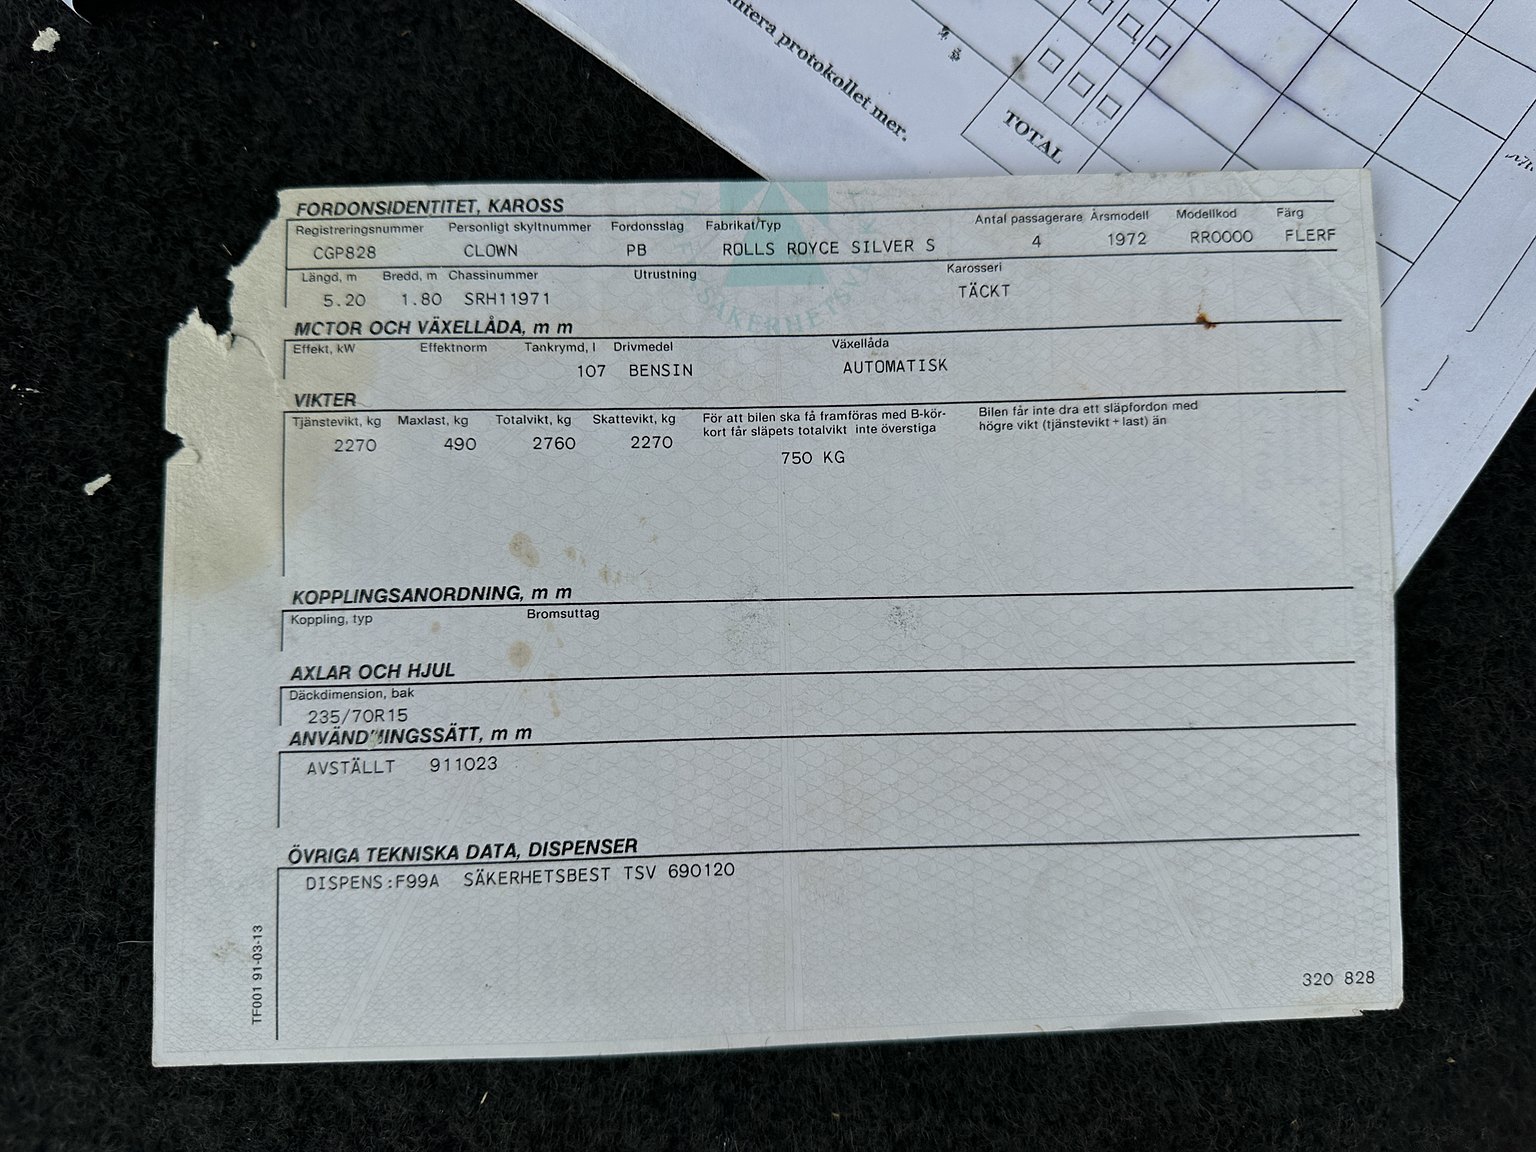 protokollet mer.
TOTAL
FORDONSIDENTITET, KAROSS
Registreringsnummer Personligt skyltnummer Fordonsslag Fabrikat/Typ Antal passagerare Årsmodell Modellkod Färg
CGP828 CLOWN PB ROLLS ROYCE SILVER S 4 1972 RR0000 FLERF
Längd, m Bredd, m Chassinummer Utrustning Karosseri
5.20 1.80 SRH11971 TÄCKT
MOTOR OCH VÄXELLÅDA, m m
Effekt, kW Effektnorm Tankrymd, l Drivmedel Växellåda
107 BENSIN AUTOMATISK
VIKTER
Tjänstevikt, kg Maxlast, kg Totalvikt, kg Skattevikt, kg För att bilen ska få framföras med B-kör- Bilen får inte dra ett släpfordon med
kort får släpets totalvikt inte överstiga högre vikt (tjänstevikt + last) än
2270 490 2760 2270 750 KG
KOPPLINGSANORDNING, m m
Koppling, typ Bromsuttag
AXLAR OCH HJUL
Däckdimension, bak
235/70R15
ANVÄNDNINGSSÄTT, m m
AVSTÄLLT 911023
ÖVRIGA TEKNISKA DATA, DISPENSER
DISPENS:F99A SÄKERHETSBEST TSV 690120
TF001 91-03-13
320 828